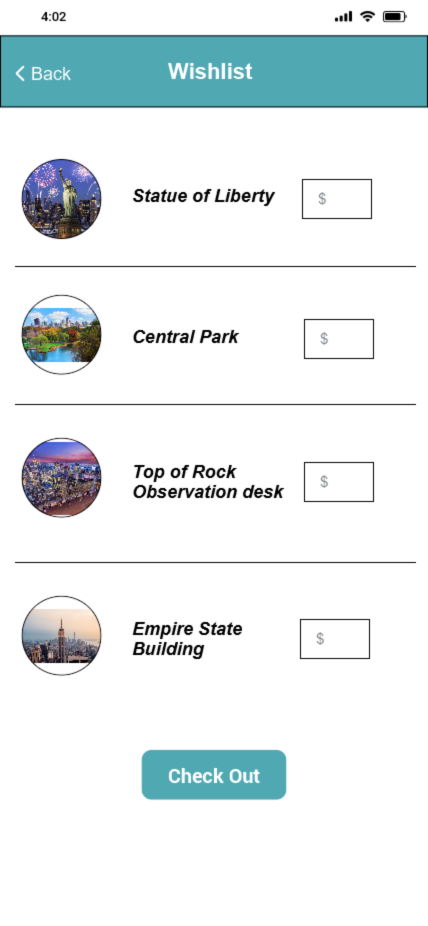 4:02
Back
Wishlist
Statue of Liberty
$
Central Park
$
Top of Rock
Observation desk
$
Empire State
Building
$
Check Out